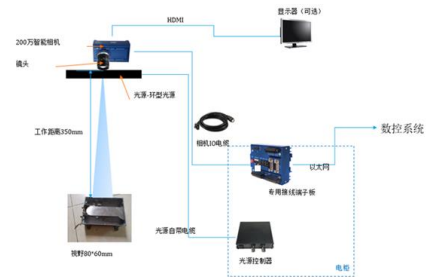 显示器（可选）
HDMI
200万智能相机
镜头
光源-环型光源
工作距离350mm
相机IO电缆
数控系统
以太网
专用接线端子板
光源自带电缆
视野80*60mm
光源控制器
电柜